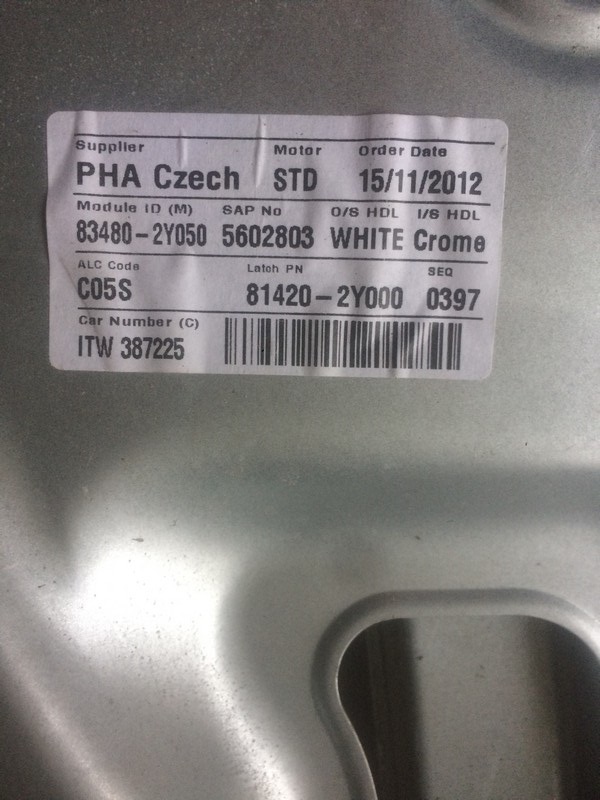 Supplier Motor Order Date
PHA Czech STD 15/11/2012
Module ID (M) SAP No O/S HDL I/S HDL
83480-2Y050 5602803 WHITE Crome
ALC Code Latch PN SEQ
C05S 81420-2Y000 0397
Car Number (C)
ITW 387225